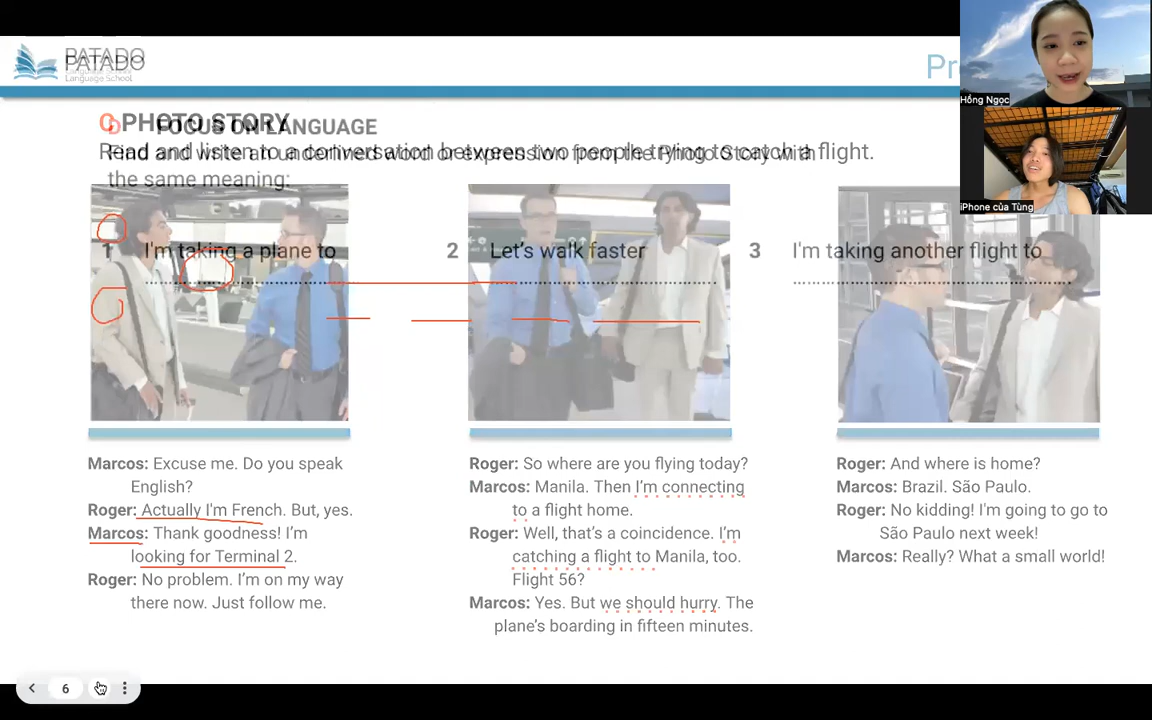 PATADO
Language School
Pr
Hồng Ngọc
iPhone của Tùng
C PHOTO STORY
Read and listen to a conversation between two people trying to catch a flight.
b FOCUS ON LANGUAGE
Find and write an underlined word or expression from the Photo Story with
the same meaning:
1 I'm taking a plane to
2 Let's walk faster
3 I'm taking another flight to
Marcos: Excuse me. Do you speak
English?
Roger: Actually I'm French. But, yes.
Marcos: Thank goodness! I'm
looking for Terminal 2.
Roger: No problem. I'm on my way
there now. Just follow me.
Roger: So where are you flying today?
Marcos: Manila. Then I'm connecting
to a flight home.
Roger: Well, that's a coincidence. I'm
catching a flight to Manila, too.
Flight 56?
Marcos: Yes. But we should hurry. The
plane's boarding in fifteen minutes.
Roger: And where is home?
Marcos: Brazil. São Paulo.
Roger: No kidding! I'm going to go to
São Paulo next week!
Marcos: Really? What a small world!
6